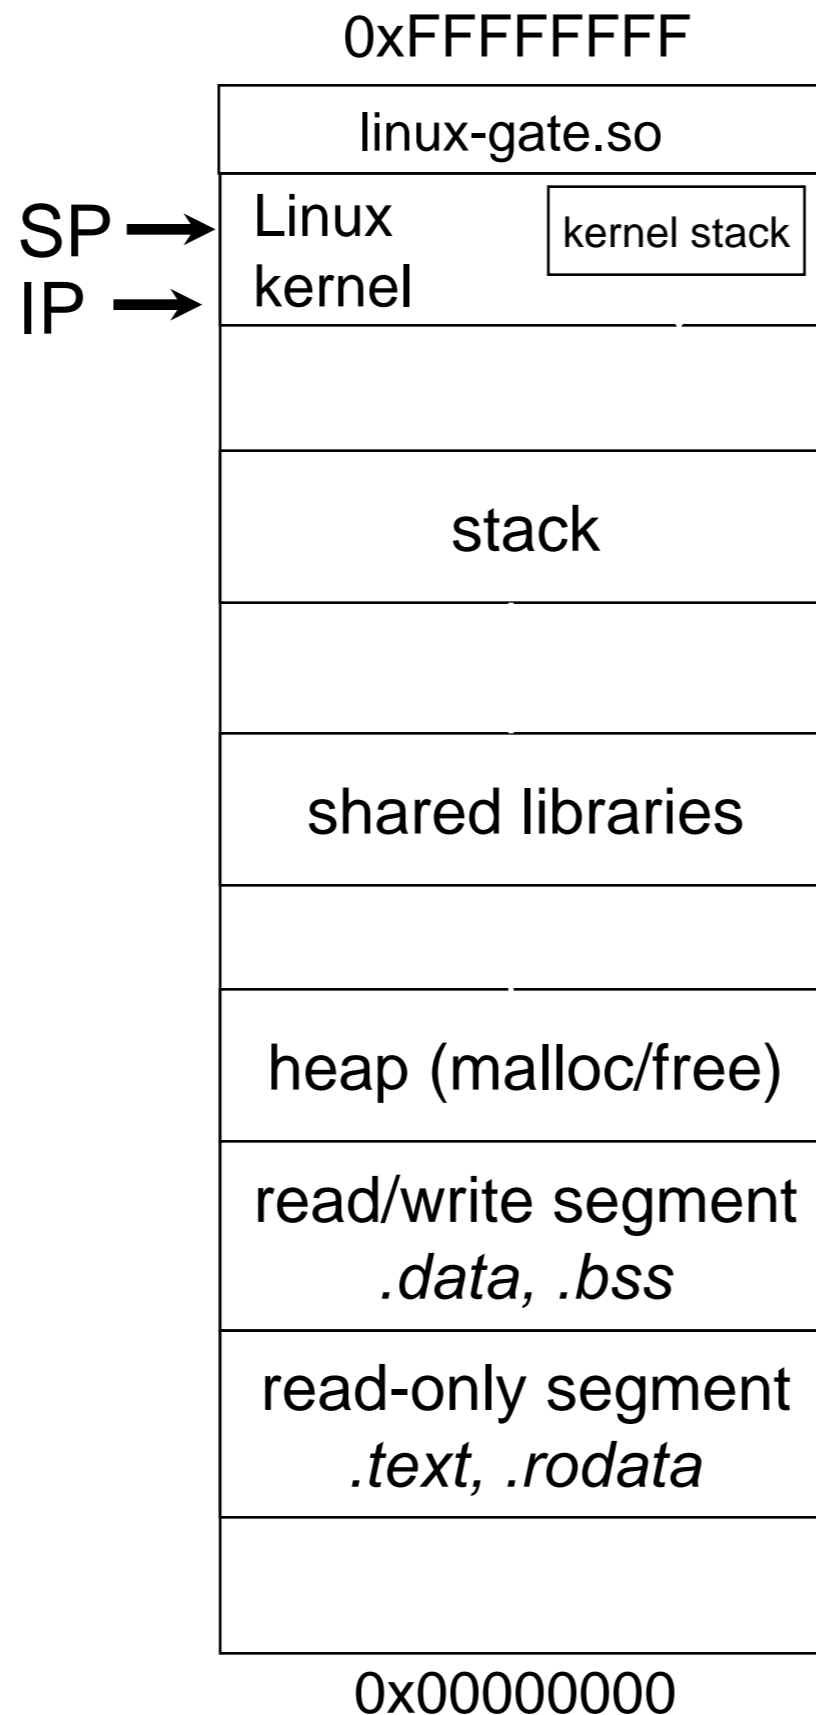 0xFFFFFFFF
linux-gate.so
SP
IP
Linux
kernel
kernel stack
stack
shared libraries
heap (malloc/free)
read/write segment
.data, .bss
read-only segment
.text, .rodata
0x00000000